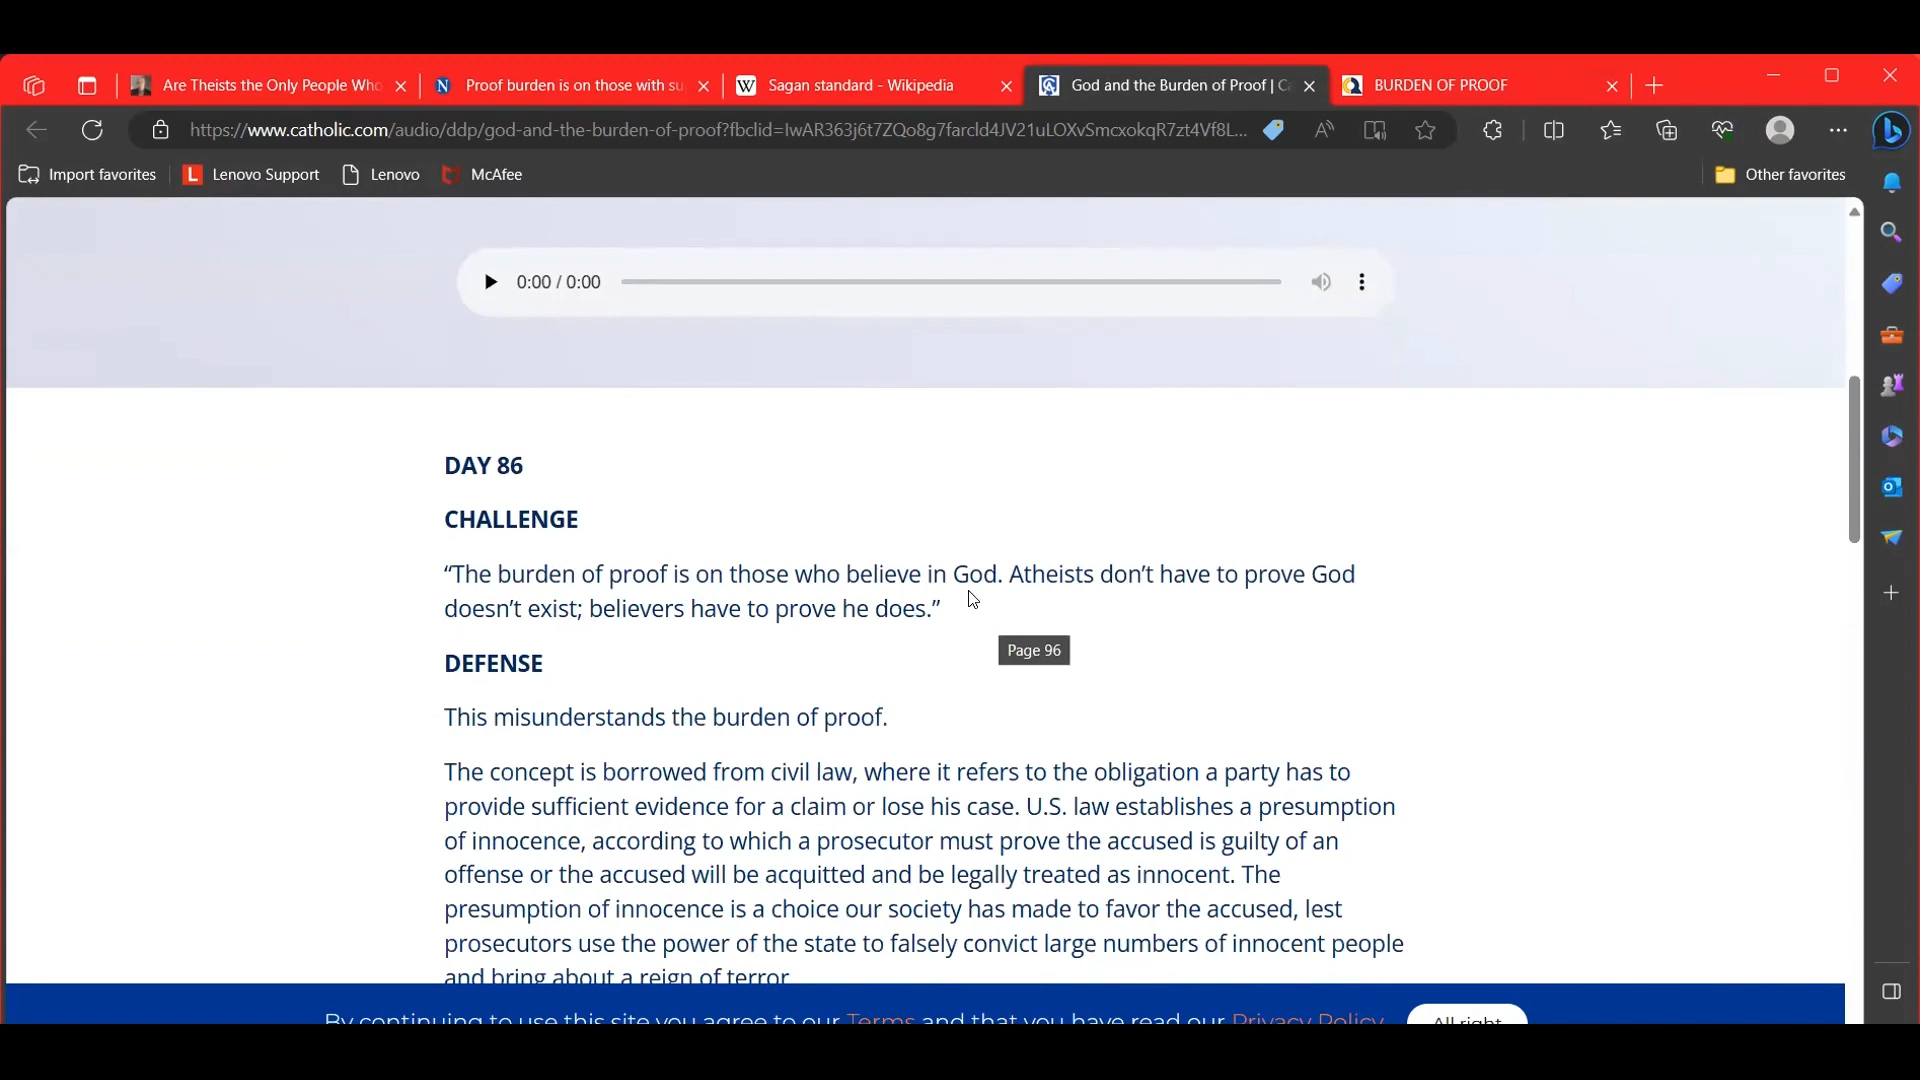 Are Theists the Only People Who
Proof burden is on those with su
Sagan standard - Wikipedia
God and the Burden of Proof | Ca
BURDEN OF PROOF
https://www.catholic.com/audio/ddp/god-and-the-burden-of-proof?fbclid=IwAR363j6t7ZQo8g7farcld4JV21uLOXvSmcxokqR7zt4Vf8L...
Import favorites
L Lenovo Support
Lenovo
McAfee
Other favorites
0:00 / 0:00
DAY 86
CHALLENGE
“The burden of proof is on those who believe in God. Atheists don’t have to prove God
doesn’t exist; believers have to prove he does.”
Page 96
DEFENSE
This misunderstands the burden of proof.
The concept is borrowed from civil law, where it refers to the obligation a party has to
provide sufficient evidence for a claim or lose his case. U.S. law establishes a presumption
of innocence, according to which a prosecutor must prove the accused is guilty of an
offense or the accused will be acquitted and be legally treated as innocent. The
presumption of innocence is a choice our society has made to favor the accused, lest
prosecutors use the power of the state to falsely convict large numbers of innocent people
and bring about a reign of terror
By continuing to use this site you agree to our Terms and that you have read our Privacy Policy.
All right